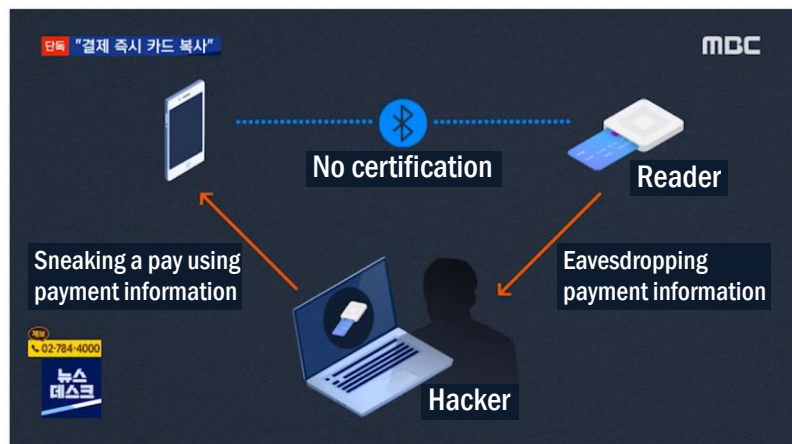 단독 "결제 즉시 카드 복사"
MBC
No certification
Reader
Sneaking a pay using
payment information
Eavesdropping
payment information
Hacker
제보
02-784-4000
뉴스
데스크